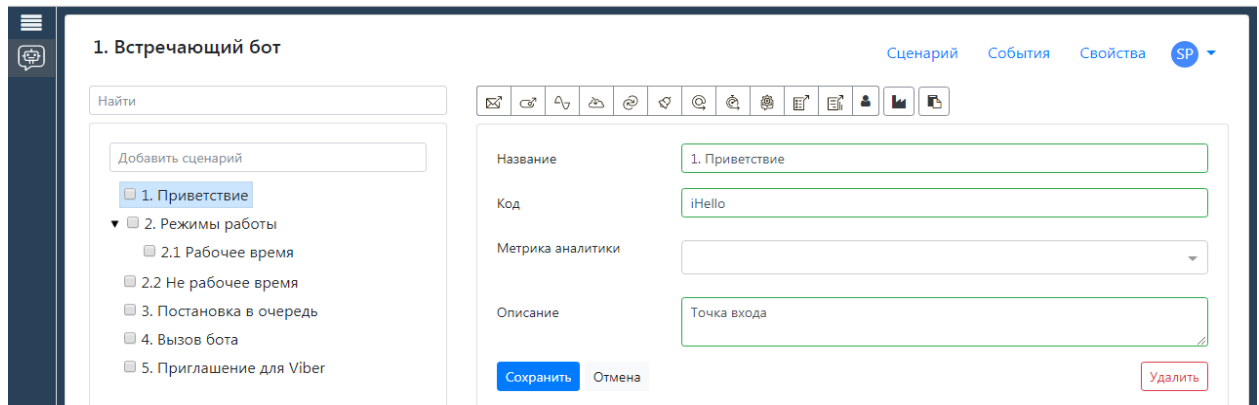 1. Встречающий бот
Сценарий События Свойства SP
Найти
Добавить сценарий
1. Приветствие
2. Режимы работы
2.1 Рабочее время
2.2 Не рабочее время
3. Постановка в очередь
4. Вызов бота
5. Приглашение для Viber
Название 1. Приветствие
Код iHello
Метрика аналитики
Описание Точка входа
Сохранить Отмена Удалить